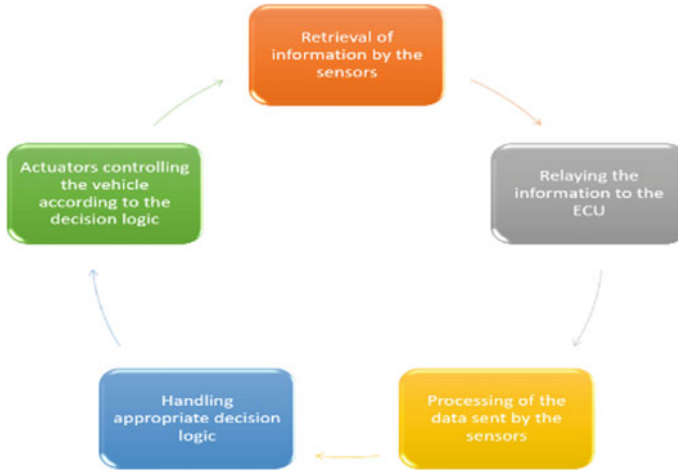 Retrieval of
information by the
sensors
Relaying the
information to the
ECU
Processing of the
data sent by the
sensors
Handling
appropriate decision
logic
Actuators controlling
the vehicle
according to the
decision logic